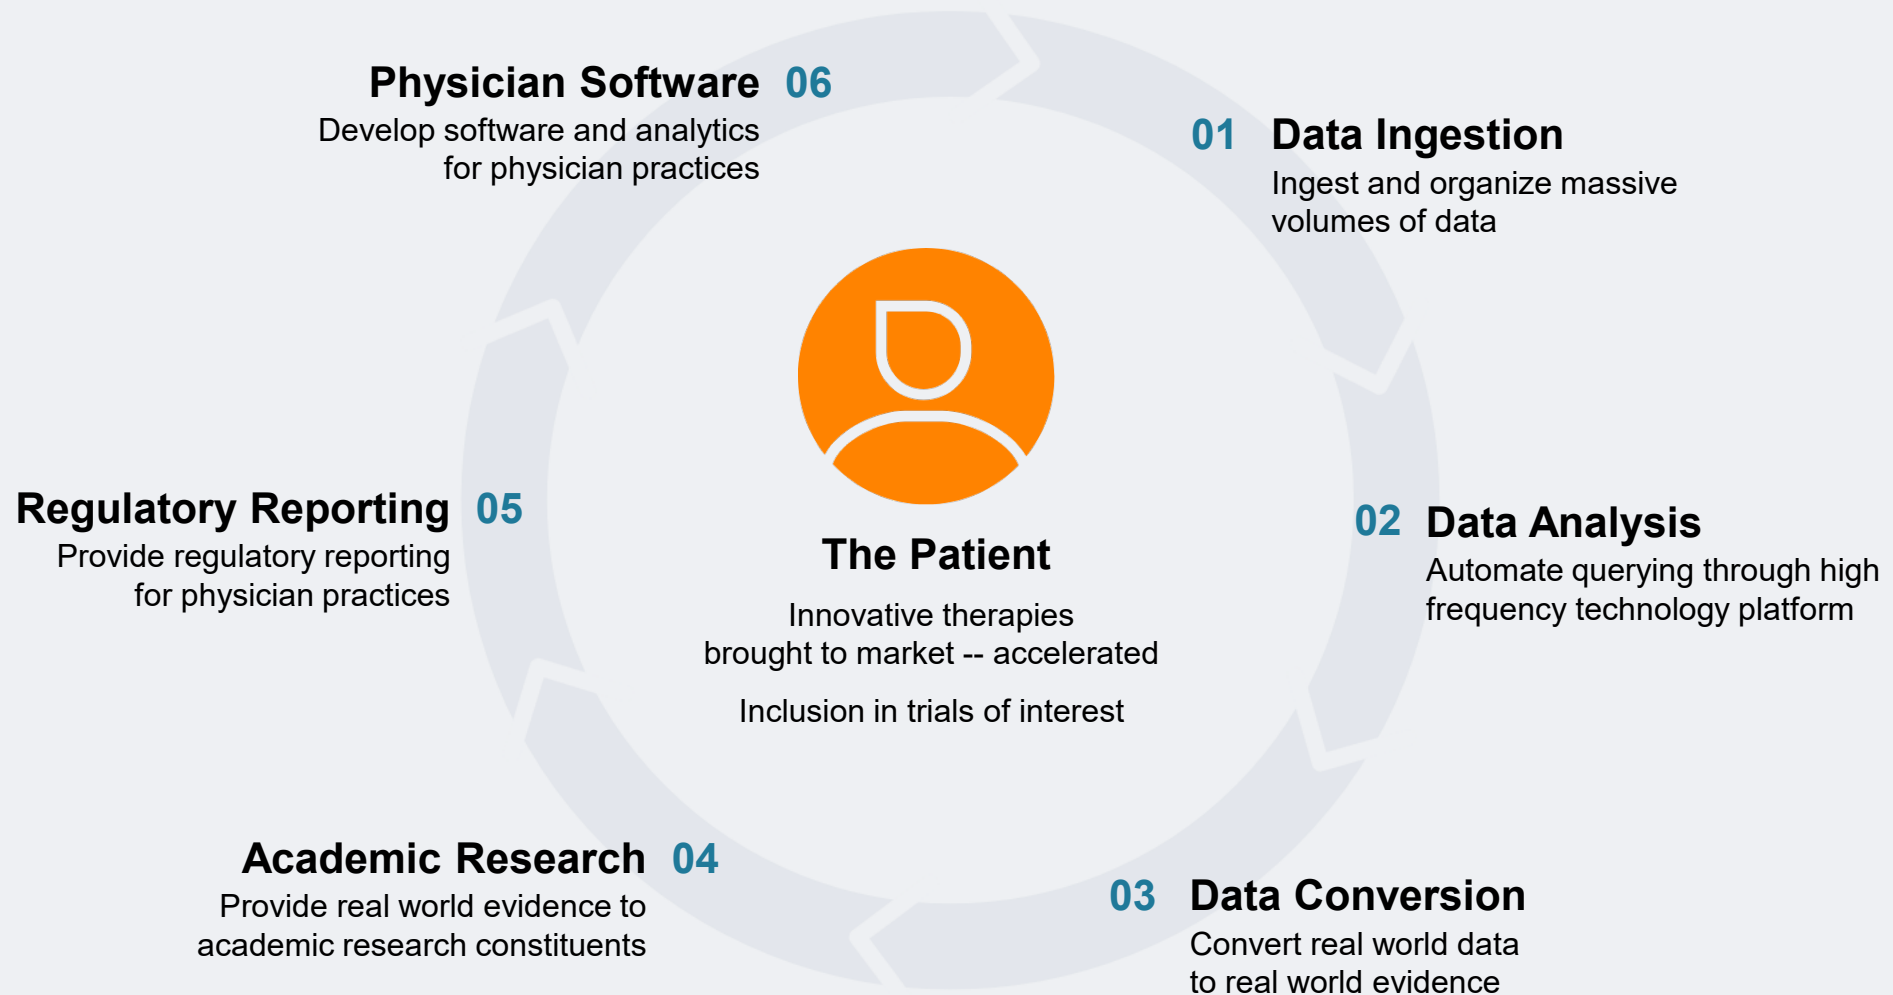 06 Physician Software
Develop software and analytics
for physician practices
01 Data Ingestion
Ingest and organize massive
volumes of data
02 Data Analysis
Automate querying through high
frequency technology platform
03 Data Conversion
Convert real world data
to real world evidence
04 Academic Research
Provide real world evidence to
academic research constituents
05 Regulatory Reporting
Provide regulatory reporting
for physician practices
The Patient
Innovative therapies
brought to market -- accelerated
Inclusion in trials of interest